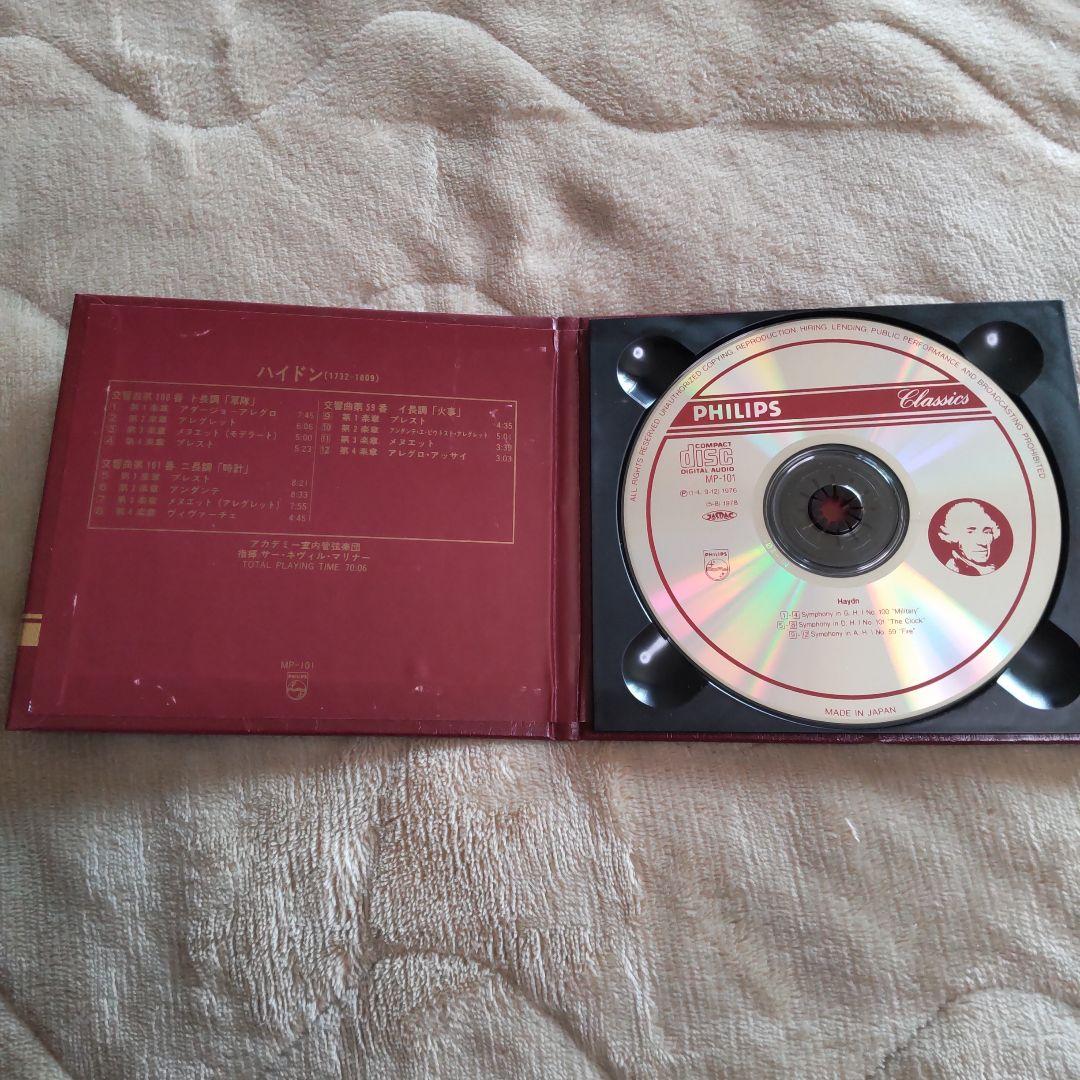 ハイドン(1732-1809)
交響曲第100番 ト長調「軍隊」
1 第1楽章 アダージョ-アレグロ 7:45
2 第2楽章 アレグレット 6:06
3 第3楽章 メヌエット(モデラート) 5:00
4 第4楽章 プレスト 5:23
交響曲第101番 ニ長調「時計」
5 第1楽章 プレスト 8:21
6 第2楽章 アンダンテ 8:33
7 第3楽章 メヌエット(アレグレット) 7:55
8 第4楽章 ヴィヴァーチェ 4:45
交響曲第59番 イ長調「火事」
9 第1楽章 プレスト 4:35
10 第2楽章 アンダンテ・エ・ピウトスト・アレグレット 5:01
11 第3楽章 メヌエット 3:39
12 第4楽章 アレグロ・アッサイ 3:03
アカデミー室内管弦楽団
指揮 サー・ネヴィル・マリナー
TOTAL PLAYING TIME 70:06
MP-101
PHILIPS
ALL RIGHTS RESERVED. UNAUTHORIZED COPYING, REPRODUCTION, HIRING, LENDING, PUBLIC PERFORMANCE AND BROADCASTING PROHIBITED
PHILIPS Classics
COMPACT
disc
DIGITAL AUDIO
MP-101
Ⓟ(1-4, 9-12) 1976
(5-8) 1978
JASRAC
PHILIPS
Haydn
1-4 Symphony in G, H. I No. 100 "Military"
5-8 Symphony in D, H. I No. 101 "The Clock"
9-12 Symphony in A, H. I No. 59 "Fire"
MADE IN JAPAN